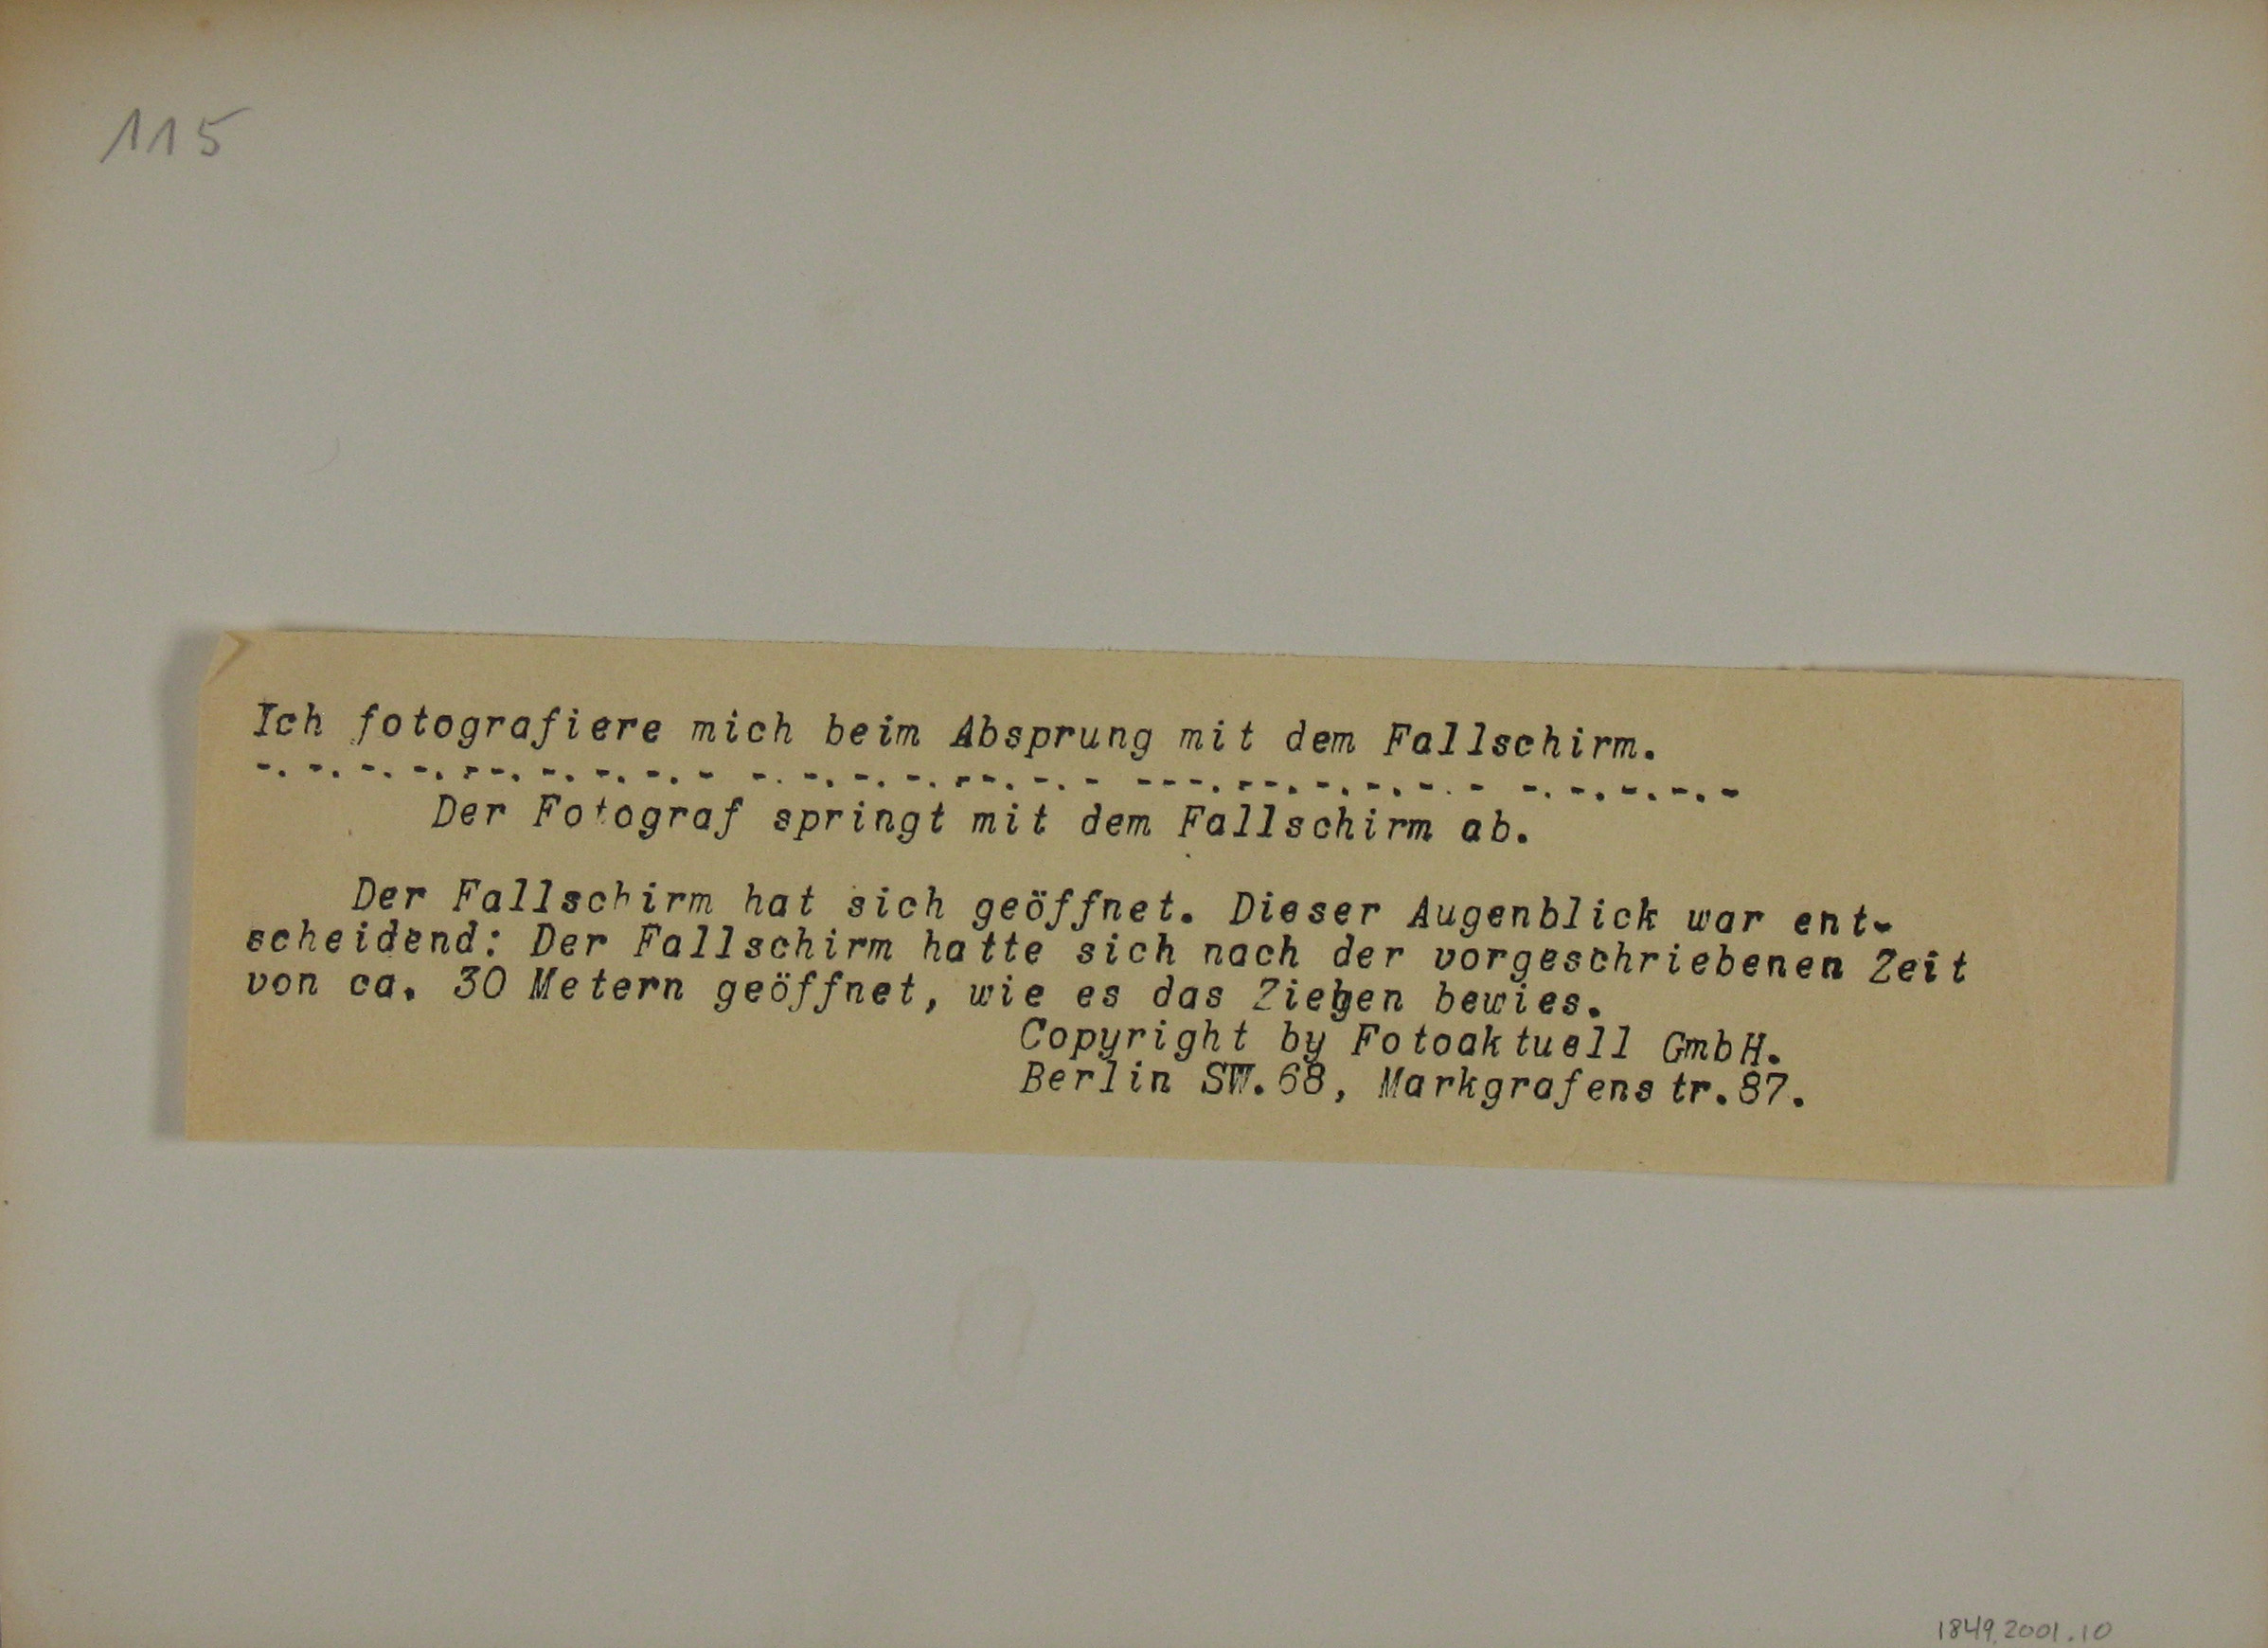 115
Ich fotografiere mich beim Absprung mit dem Fallschirm.
-.-.-.-.--.-.-.-.- -.-.-.-.--.-.- ---.--.-.-.-.- -.-.-.-.-
Der Fotograf springt mit dem Fallschirm ab.
Der Fallschirm hat sich geöffnet. Dieser Augenblick war ent-
scheidend: Der Fallschirm hatte sich nach der vorgeschriebenen Zeit
von ca. 30 Metern geöffnet, wie es das Ziehen bewies.
Copyright by Fotoaktuell GmbH.
Berlin SW.68, Markgrafenstr.87.
1849.2001.10